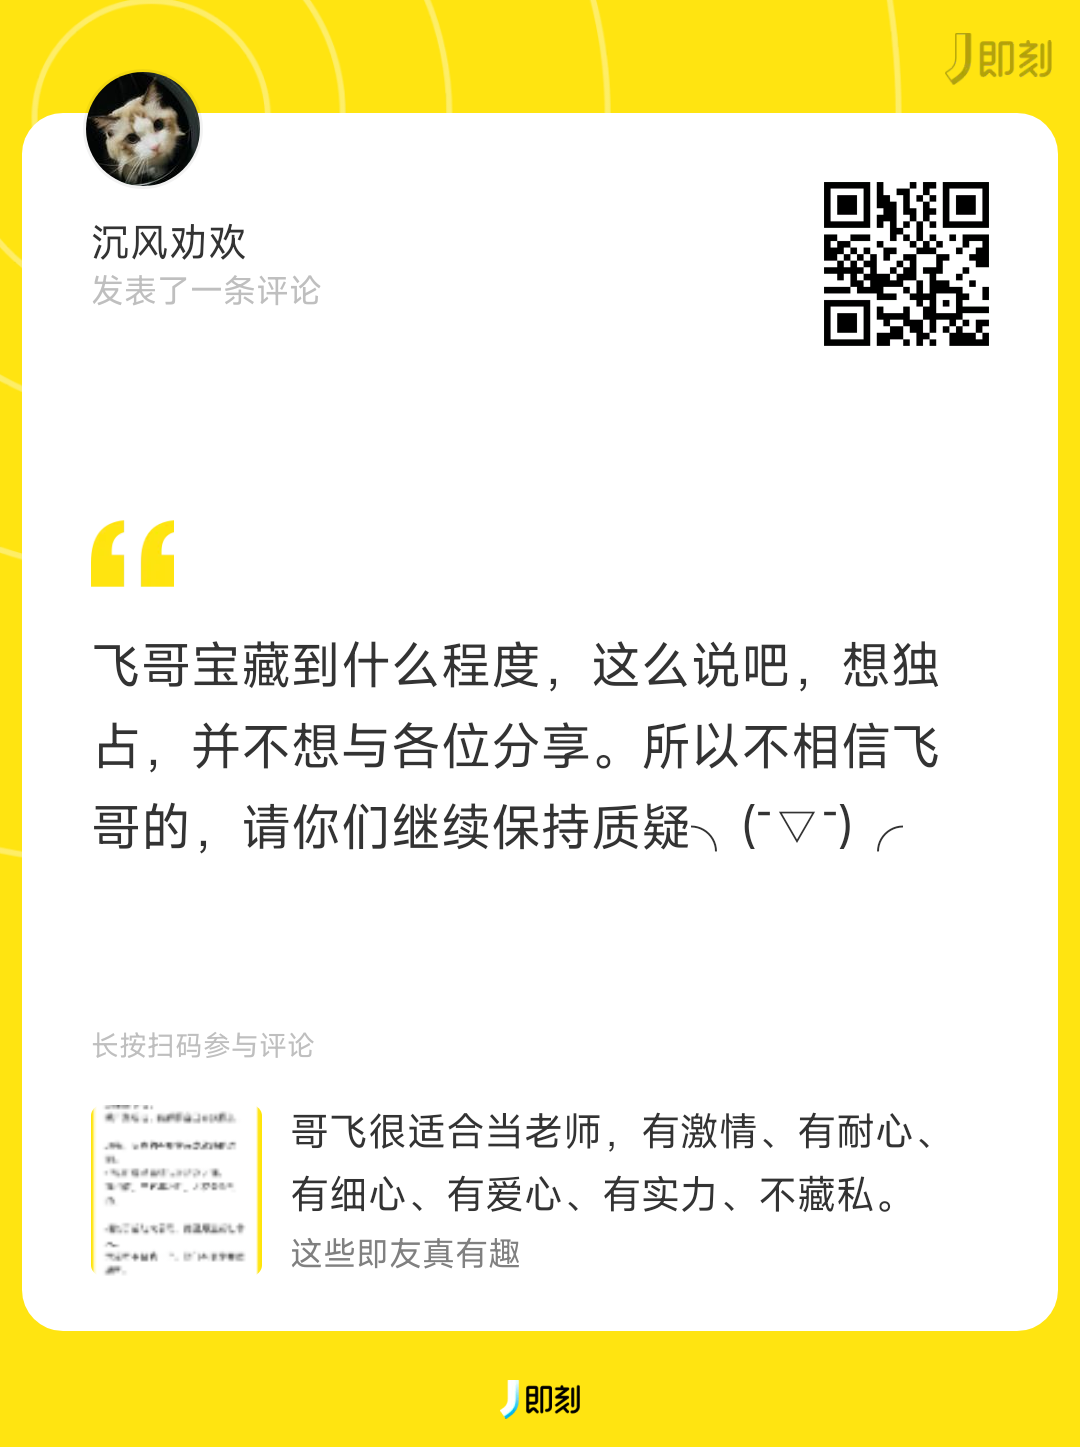 即刻
沉风劝欢
发表了一条评论
飞哥宝藏到什么程度，这么说吧，想独
占，并不想与各位分享。所以不相信飞
哥的，请你们继续保持质疑╮(¯▽¯)╭
长按扫码参与评论
哥飞很适合当老师，有激情、有耐心、
有细心、有爱心、有实力、不藏私。
这些即友真有趣
即刻